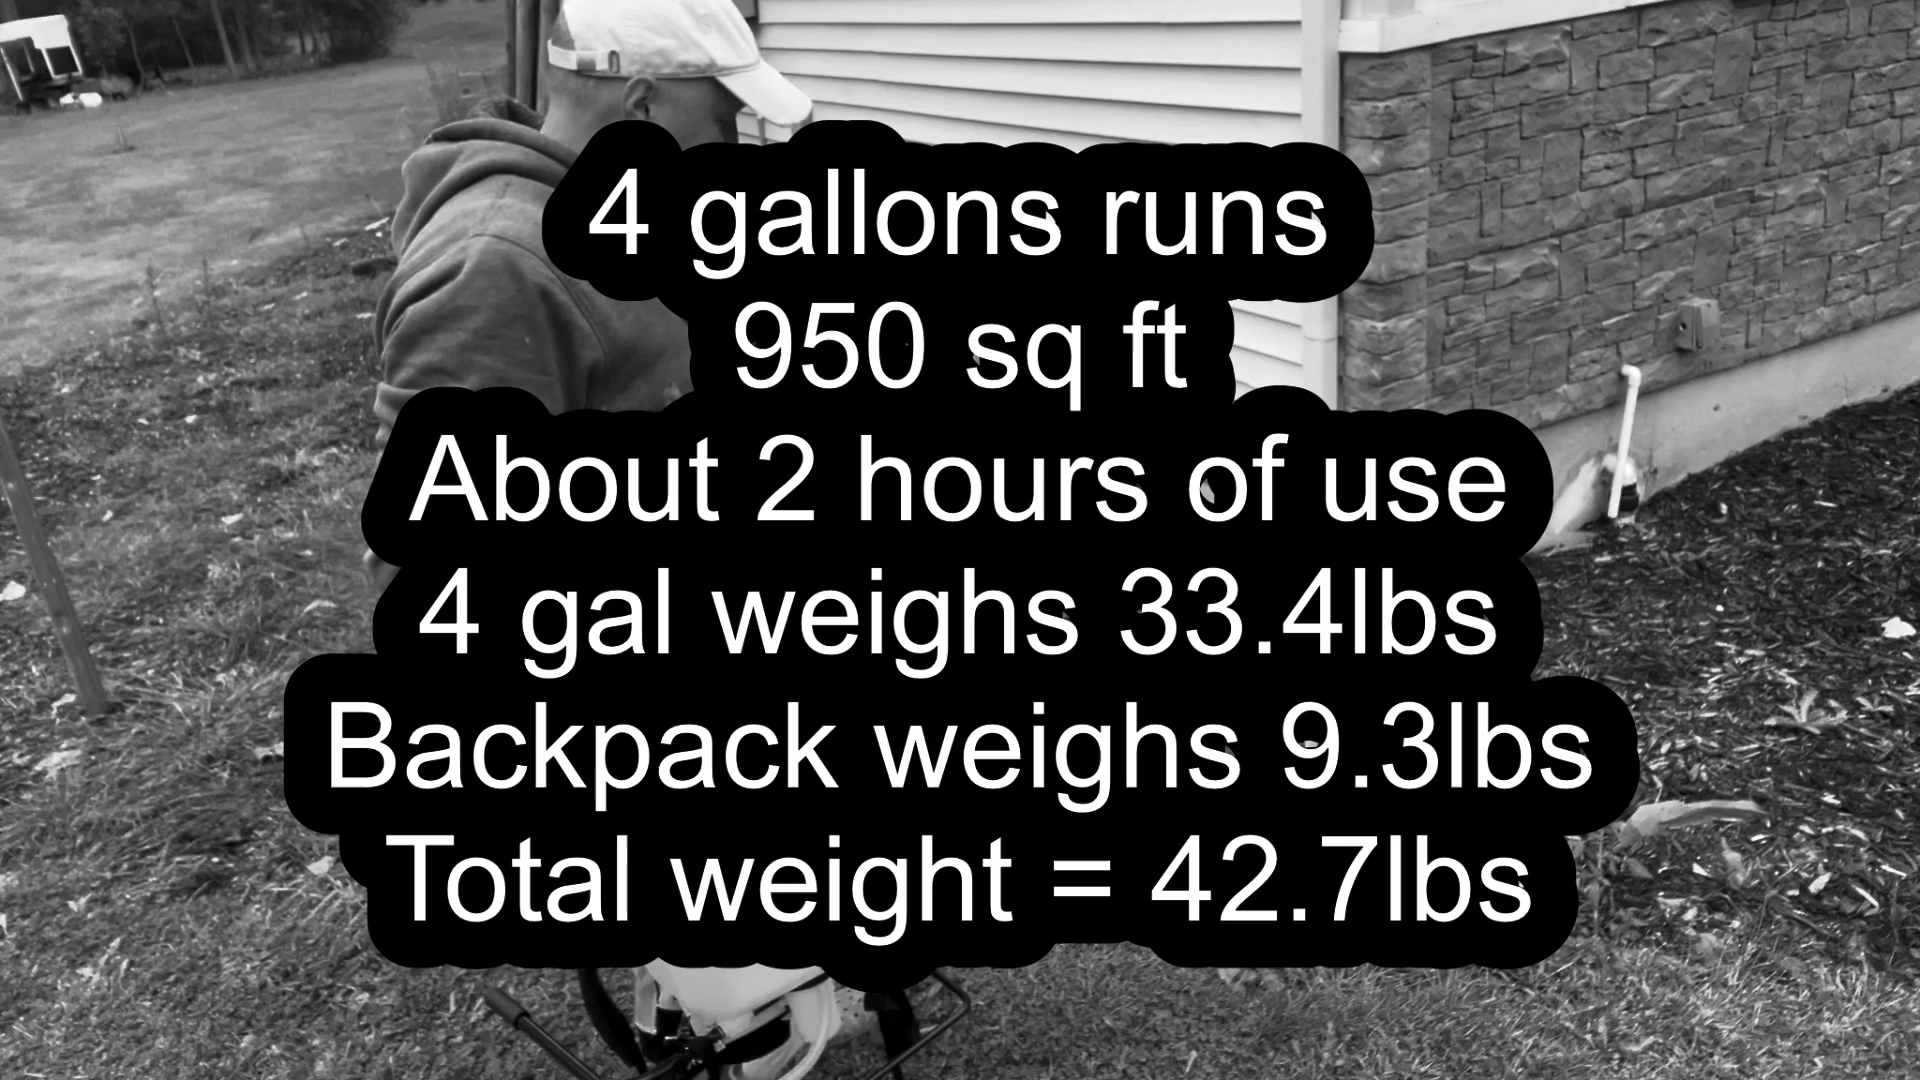 4 gallons runs
950 sq ft
About 2 hours of use
4 gal weighs 33.4lbs
Backpack weighs 9.3lbs
Total weight = 42.7lbs